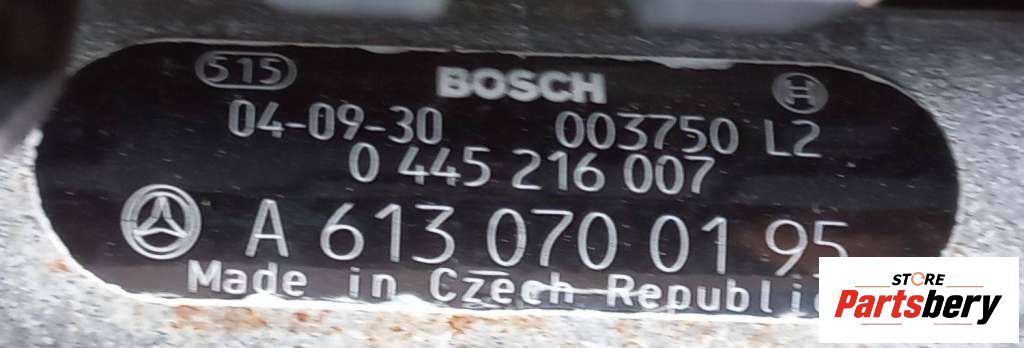 515 BOSCH
04-09-30 003750 L2
0 445 216 007
A 613 070 01 95
Made in Czech Republic
STORE
Partsbery